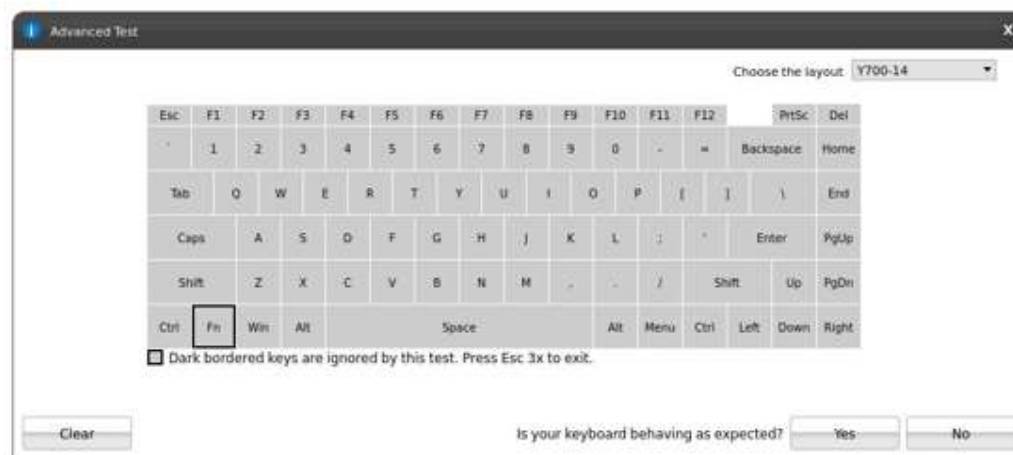 Advanced Test X
Choose the layout Y700-14
Esc F1 F2 F3 F4 F5 F6 F7 F8 F9 F10 F11 F12 PrtSc Del
` 1 2 3 4 5 6 7 8 9 0 - = Backspace Home
Tab Q W E R T Y U I O P [ ] \ End
Caps A S D F G H J K L ; ' Enter PgUp
Shift Z X C V B N M , . / Shift Up PgDn
Ctrl Fn Win Alt Space Alt Menu Ctrl Left Down Right
Dark bordered keys are ignored by this test. Press Esc 3x to exit.
Clear Is your keyboard behaving as expected? Yes No